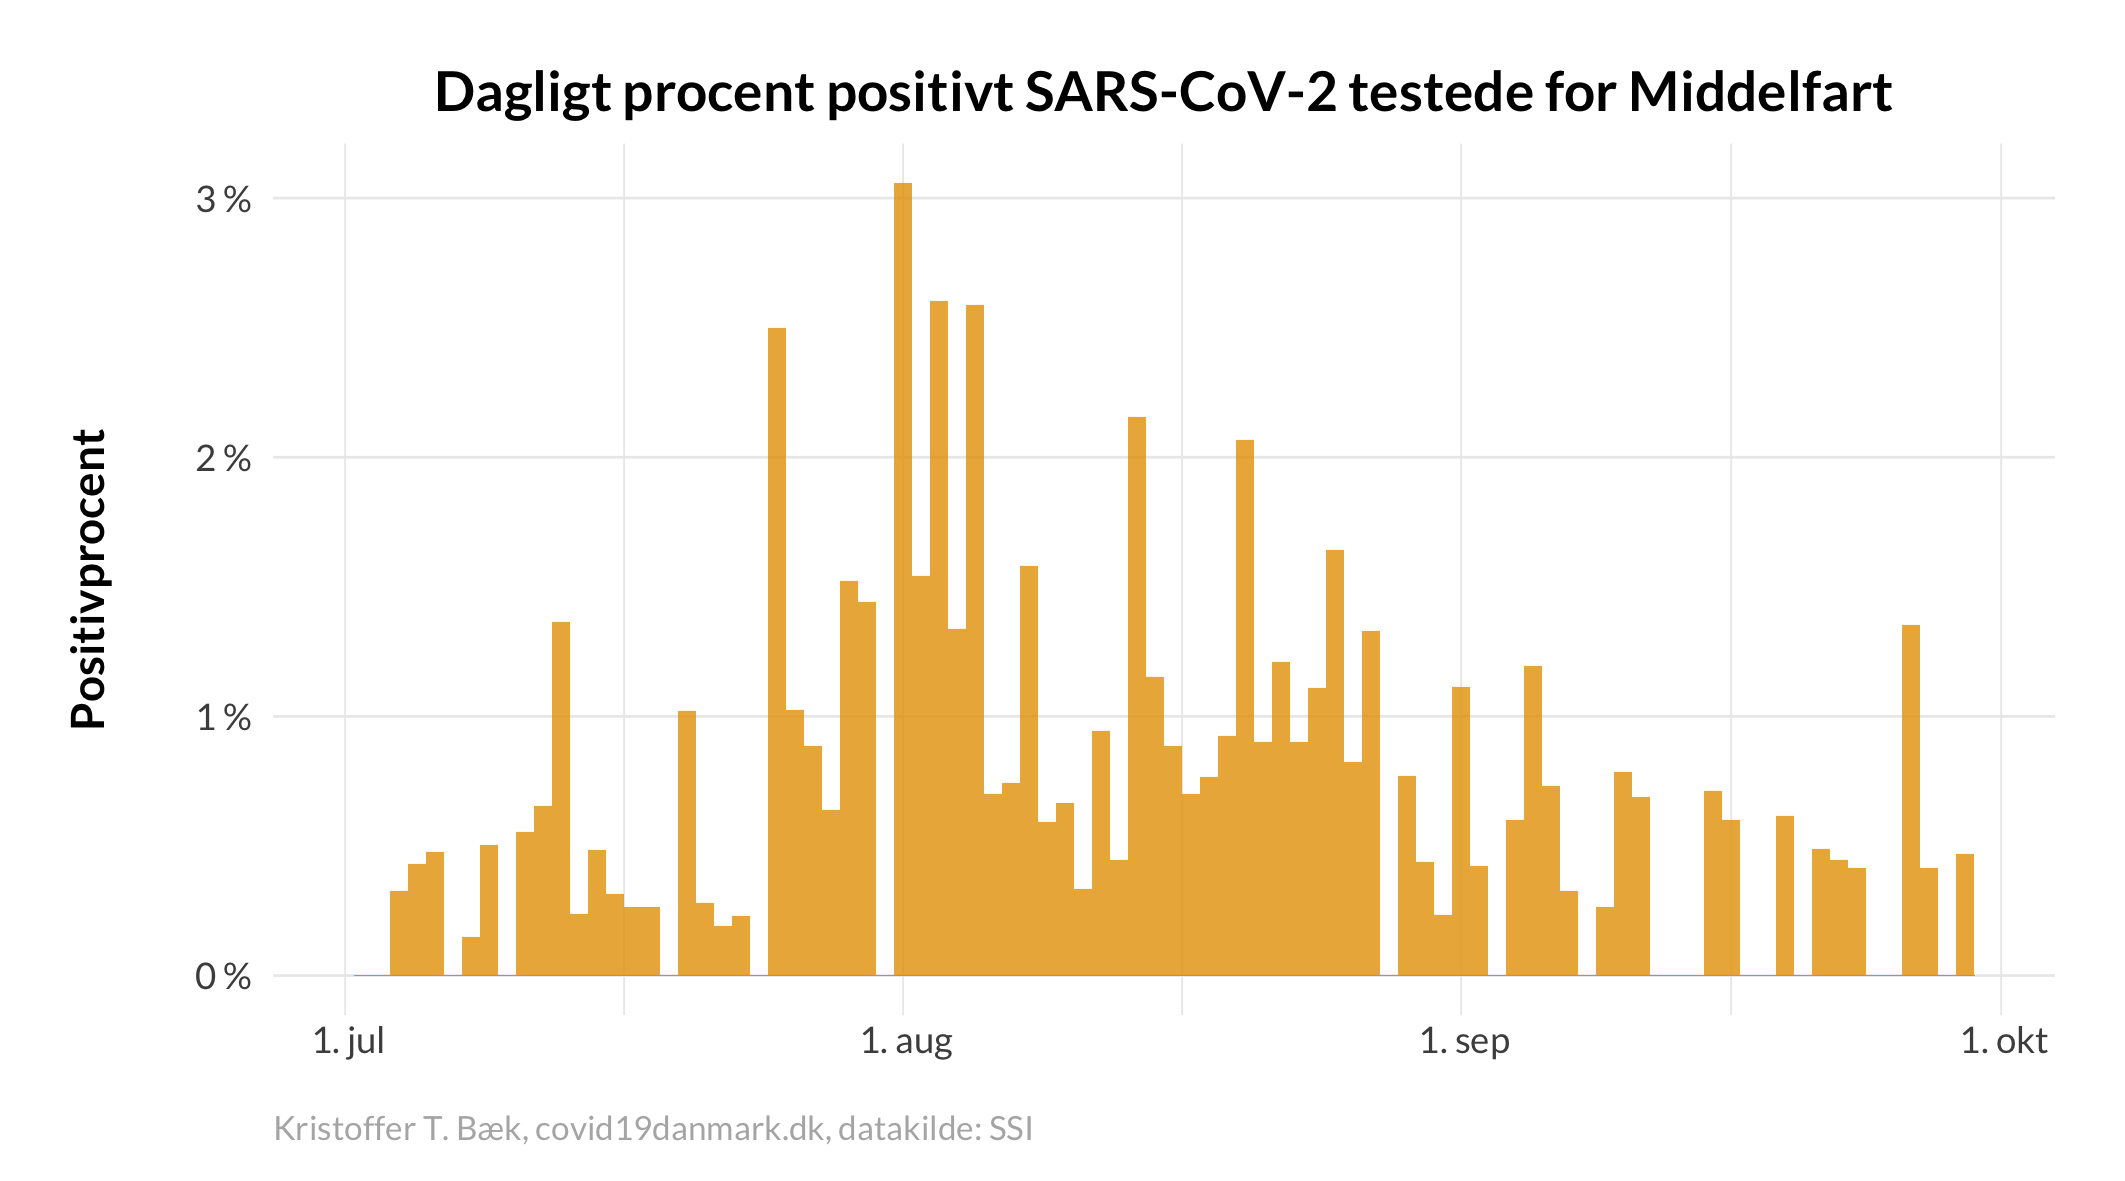 Dagligt procent positivt SARS-CoV-2 testede for Middelfart
Positivprocent
3 %
2 %
1 %
0 %
1. jul
1. aug
1. sep
1. okt
Kristoffer T. Bæk, covid19danmark.dk, datakilde: SSI